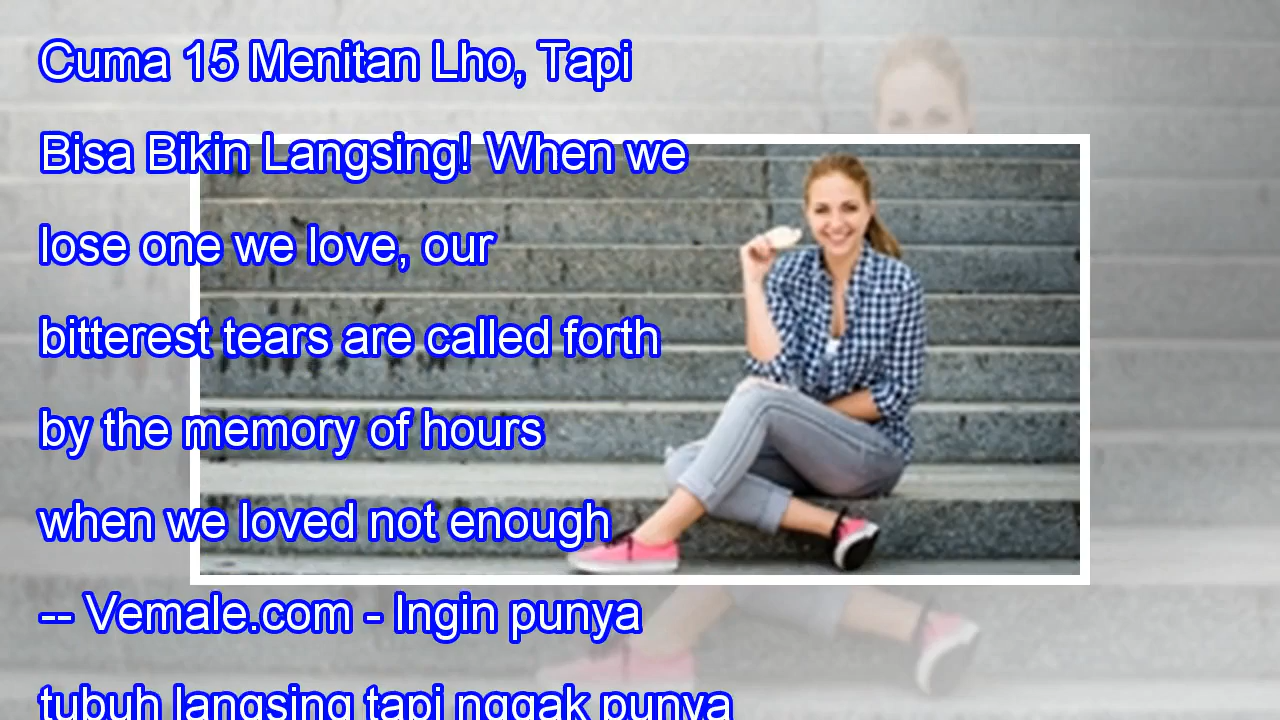 Cuma 15 Menitan Lho, Tapi
Bisa Bikin Langsing! When we
lose one we love, our
bitterest tears are called forth
by the memory of hours
when we loved not enough
-- Vemale.com - Ingin punya
tubuh langsing tapi nggak punya